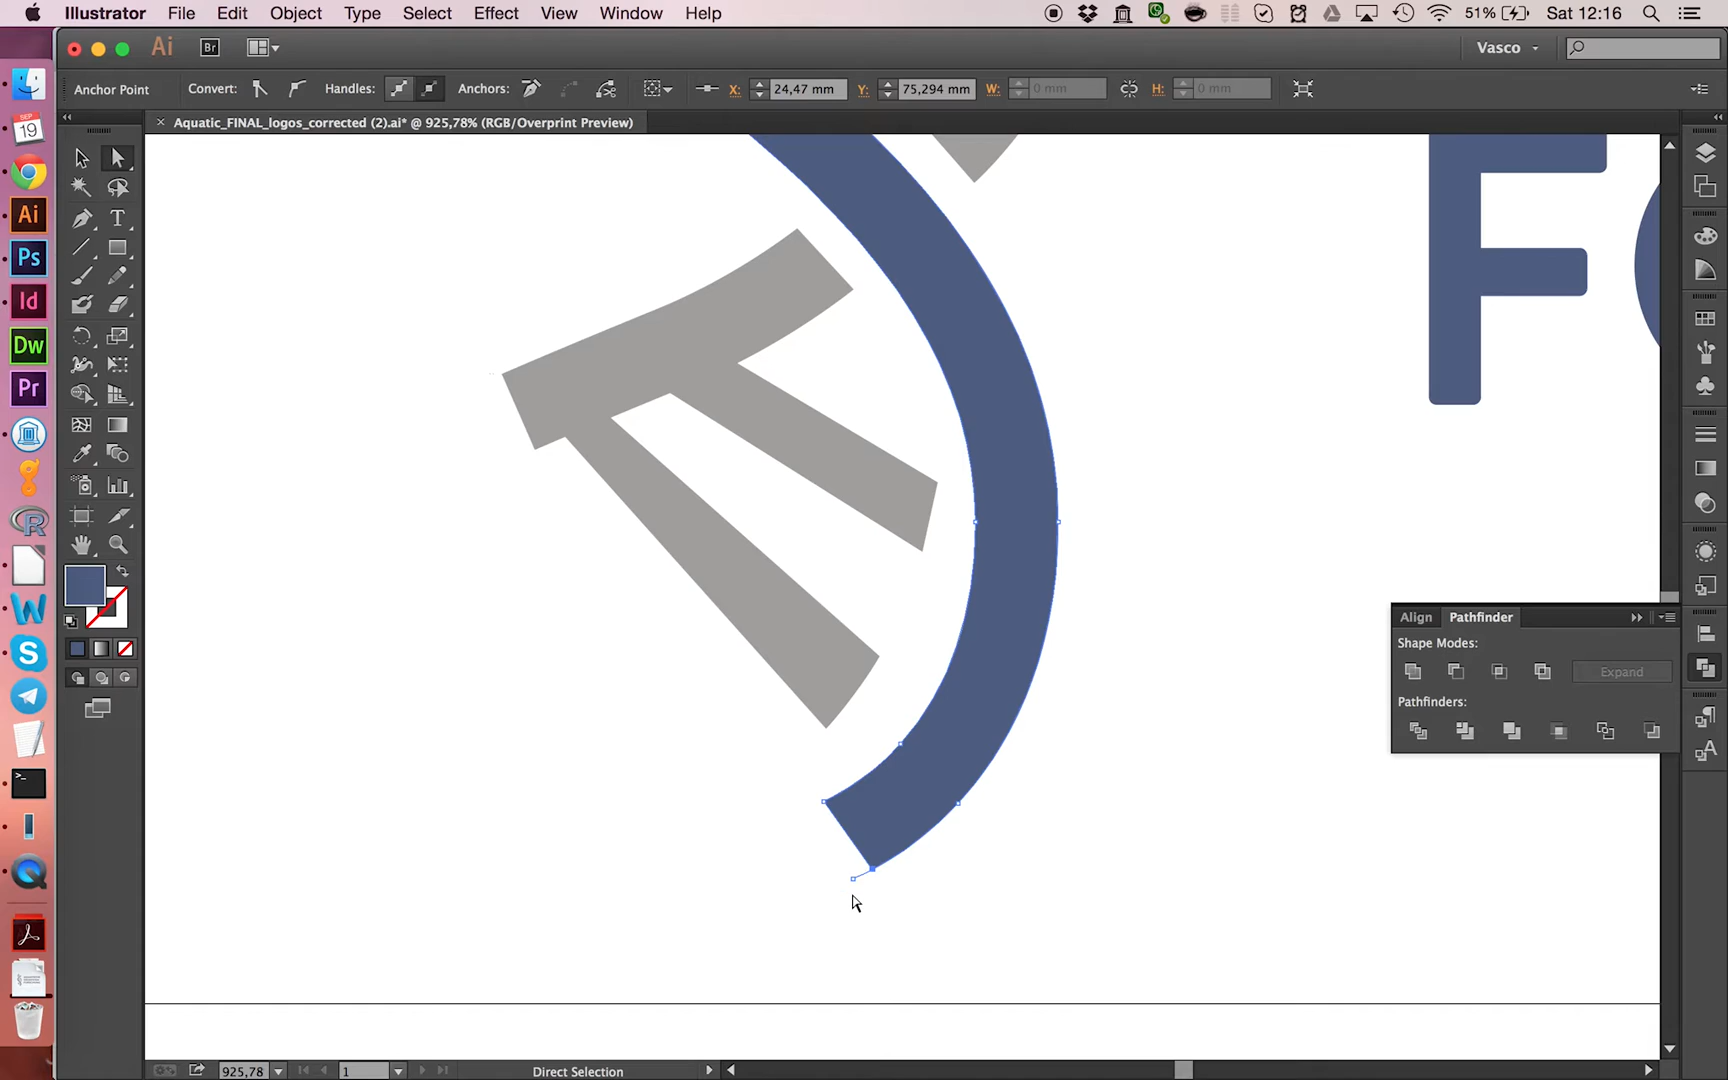 Illustrator File Edit Object Type Select Effect View Window Help 51% Sat 12:16
Ai Br Vasco
Anchor Point Convert: Handles: Anchors: X: 24,47 mm Y: 75,294 mm W: 0 mm H: 0 mm
× Aquatic_FINAL_logos_corrected (2).ai* @ 925,78% (RGB/Overprint Preview)
SEP
19
Ai
Ps
Id
Dw
Pr
R
W
S
T
F
Align Pathfinder
Shape Modes:
Expand
Pathfinders:
A
925,78 1 Direct Selection